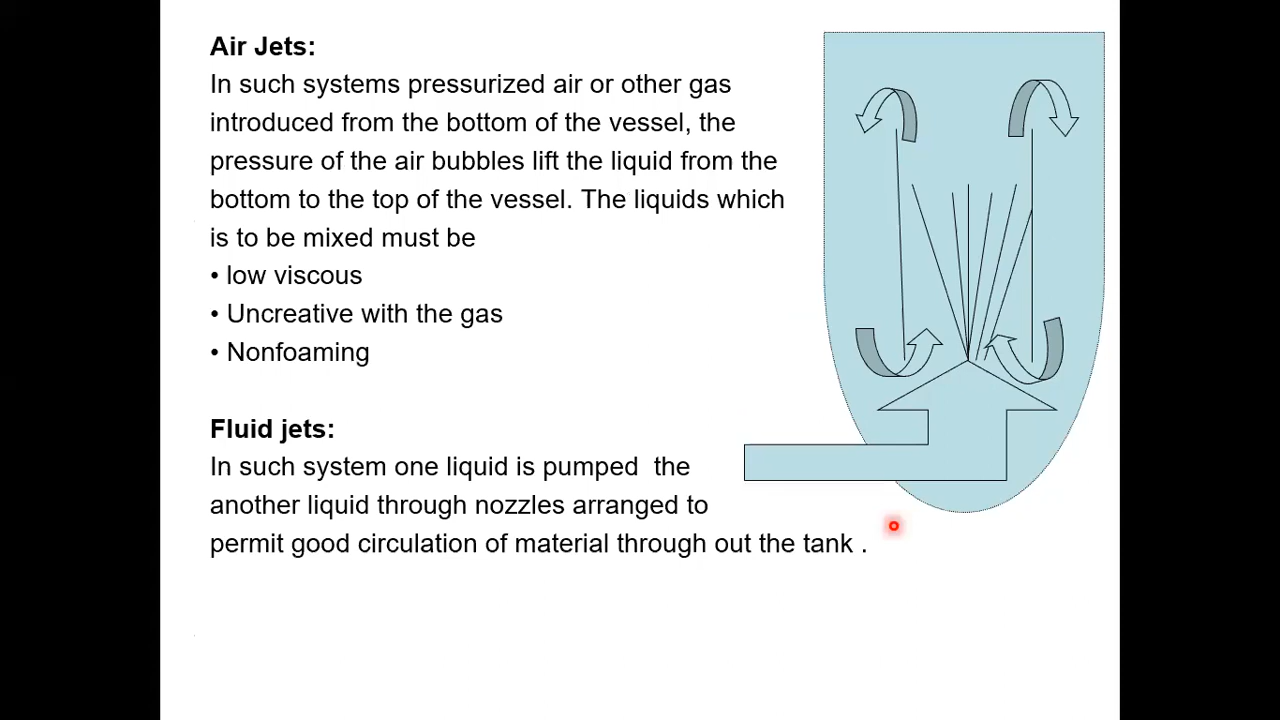 Air Jets:
In such systems pressurized air or other gas
introduced from the bottom of the vessel, the
pressure of the air bubbles lift the liquid from the
bottom to the top of the vessel. The liquids which
is to be mixed must be
• low viscous
• Uncreative with the gas
• Nonfoaming
Fluid jets:
In such system one liquid is pumped  the
another liquid through nozzles arranged to
permit good circulation of material through out the tank .